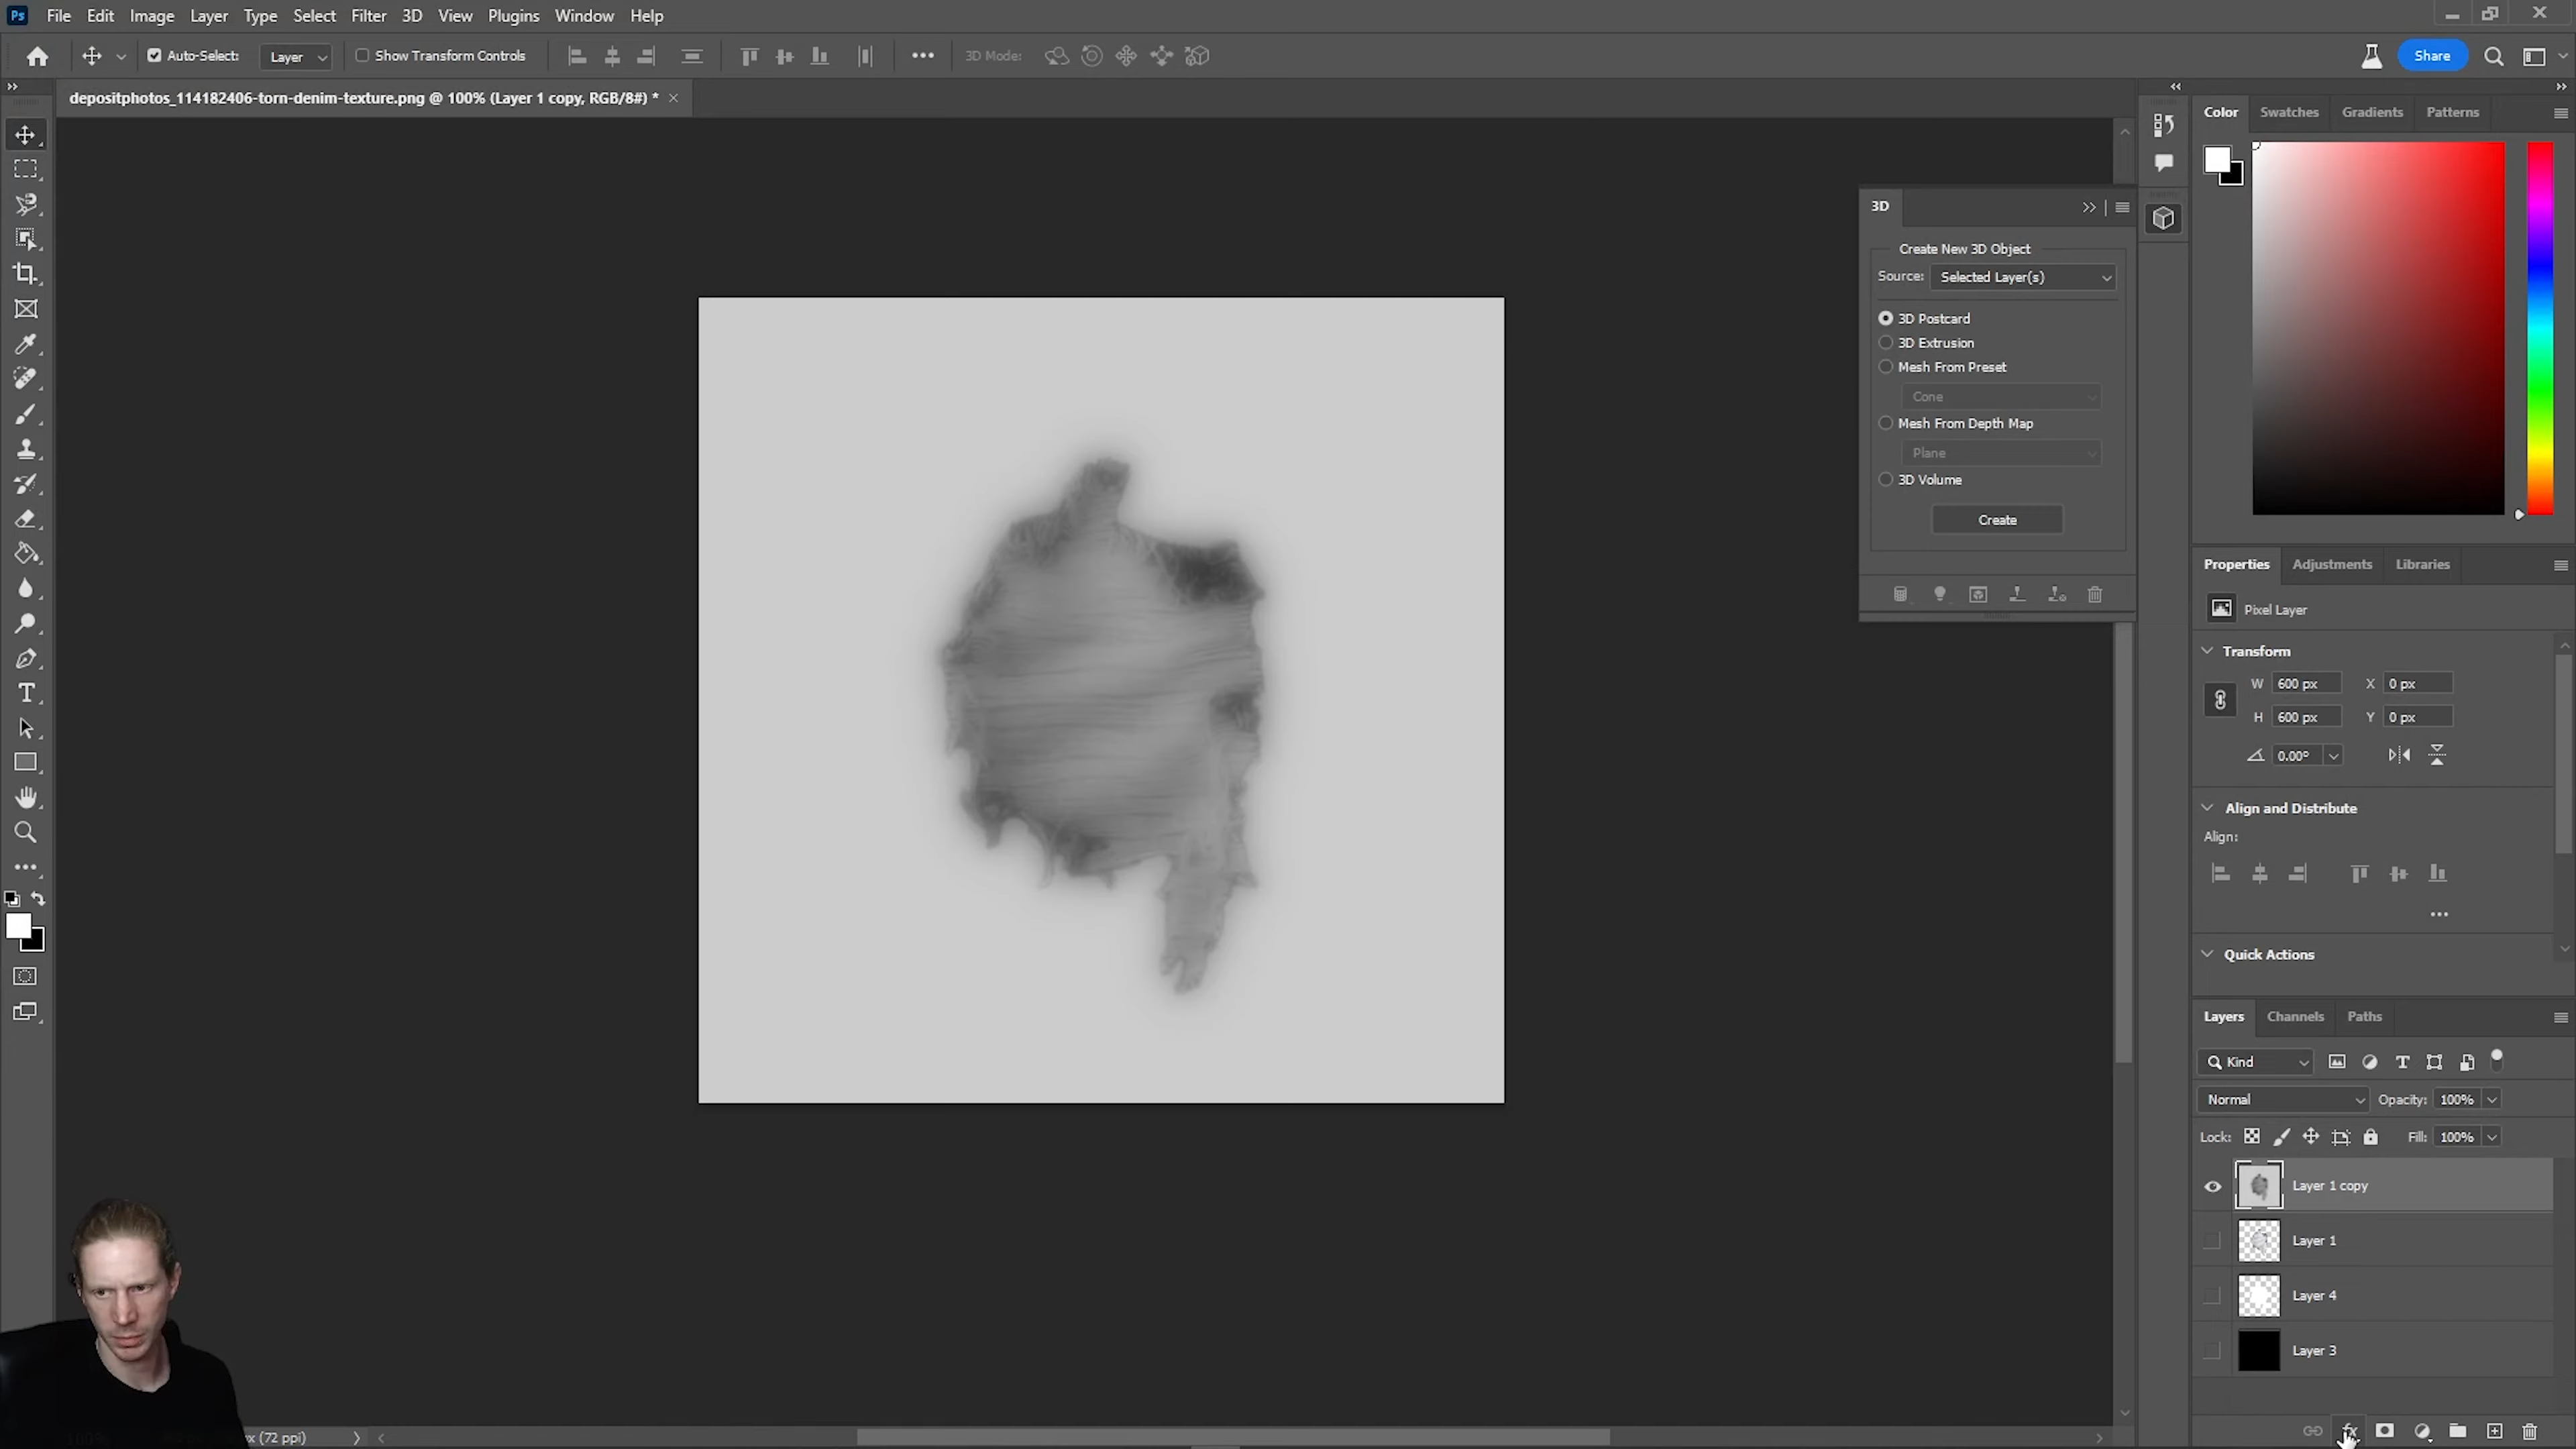 Ps File Edit Image Layer Type Select Filter 3D View Plugins Window Help
Auto-Select: Layer Show Transform Controls 3D Mode: Share
depositphotos_114182406-torn-denim-texture.png @ 100% (Layer 1 copy, RGB/8#) *
Color Swatches Gradients Patterns
3D
Create New 3D Object
Source: Selected Layer(s)
3D Postcard
3D Extrusion
Mesh From Preset
Cone
Mesh From Depth Map
Plane
3D Volume
Create
Properties Adjustments Libraries
Pixel Layer
Transform
W 600 px X 0 px
H 600 px Y 0 px
0.00°
Align and Distribute
Align:
Quick Actions
Layers Channels Paths
Kind
Normal Opacity: 100%
Lock: Fill: 100%
Layer 1 copy
Layer 1
Layer 4
Layer 3
(72 ppi)